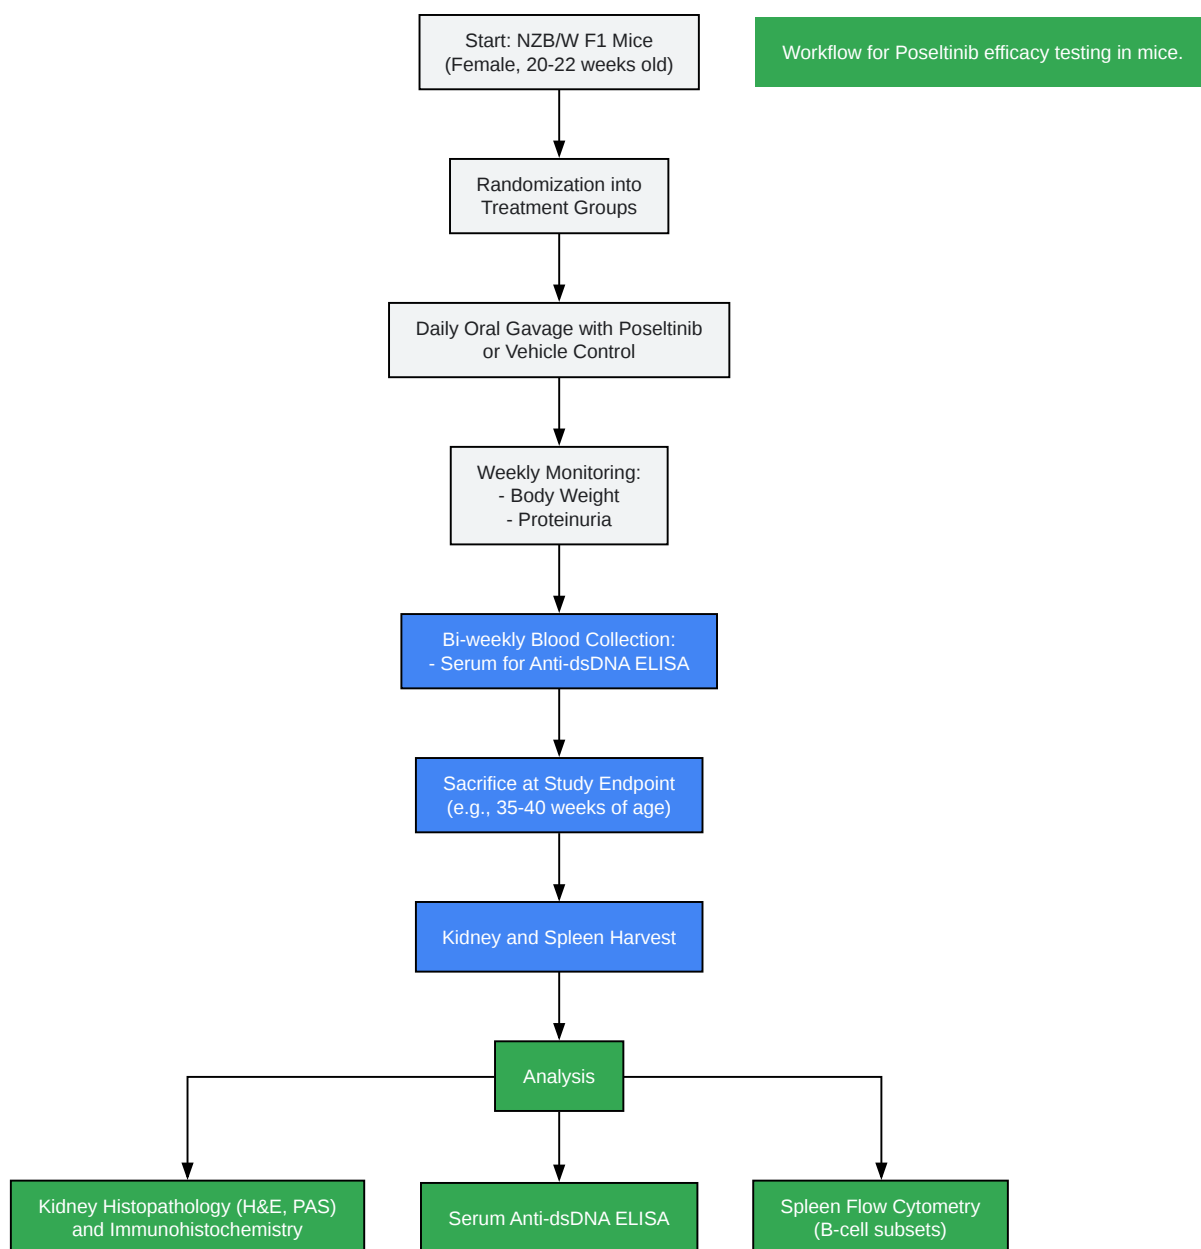 Start: NZB/W F1 Mice
(Female, 20-22 weeks old)
Workflow for Poseltinib efficacy testing in mice.
Randomization into
Treatment Groups
Daily Oral Gavage with Poseltinib
or Vehicle Control
Weekly Monitoring:
- Body Weight
- Proteinuria
Bi-weekly Blood Collection:
- Serum for Anti-dsDNA ELISA
Sacrifice at Study Endpoint
(e.g., 35-40 weeks of age)
Kidney and Spleen Harvest
Analysis
Kidney Histopathology (H&E, PAS)
and Immunohistochemistry
Serum Anti-dsDNA ELISA
Spleen Flow Cytometry
(B-cell subsets)